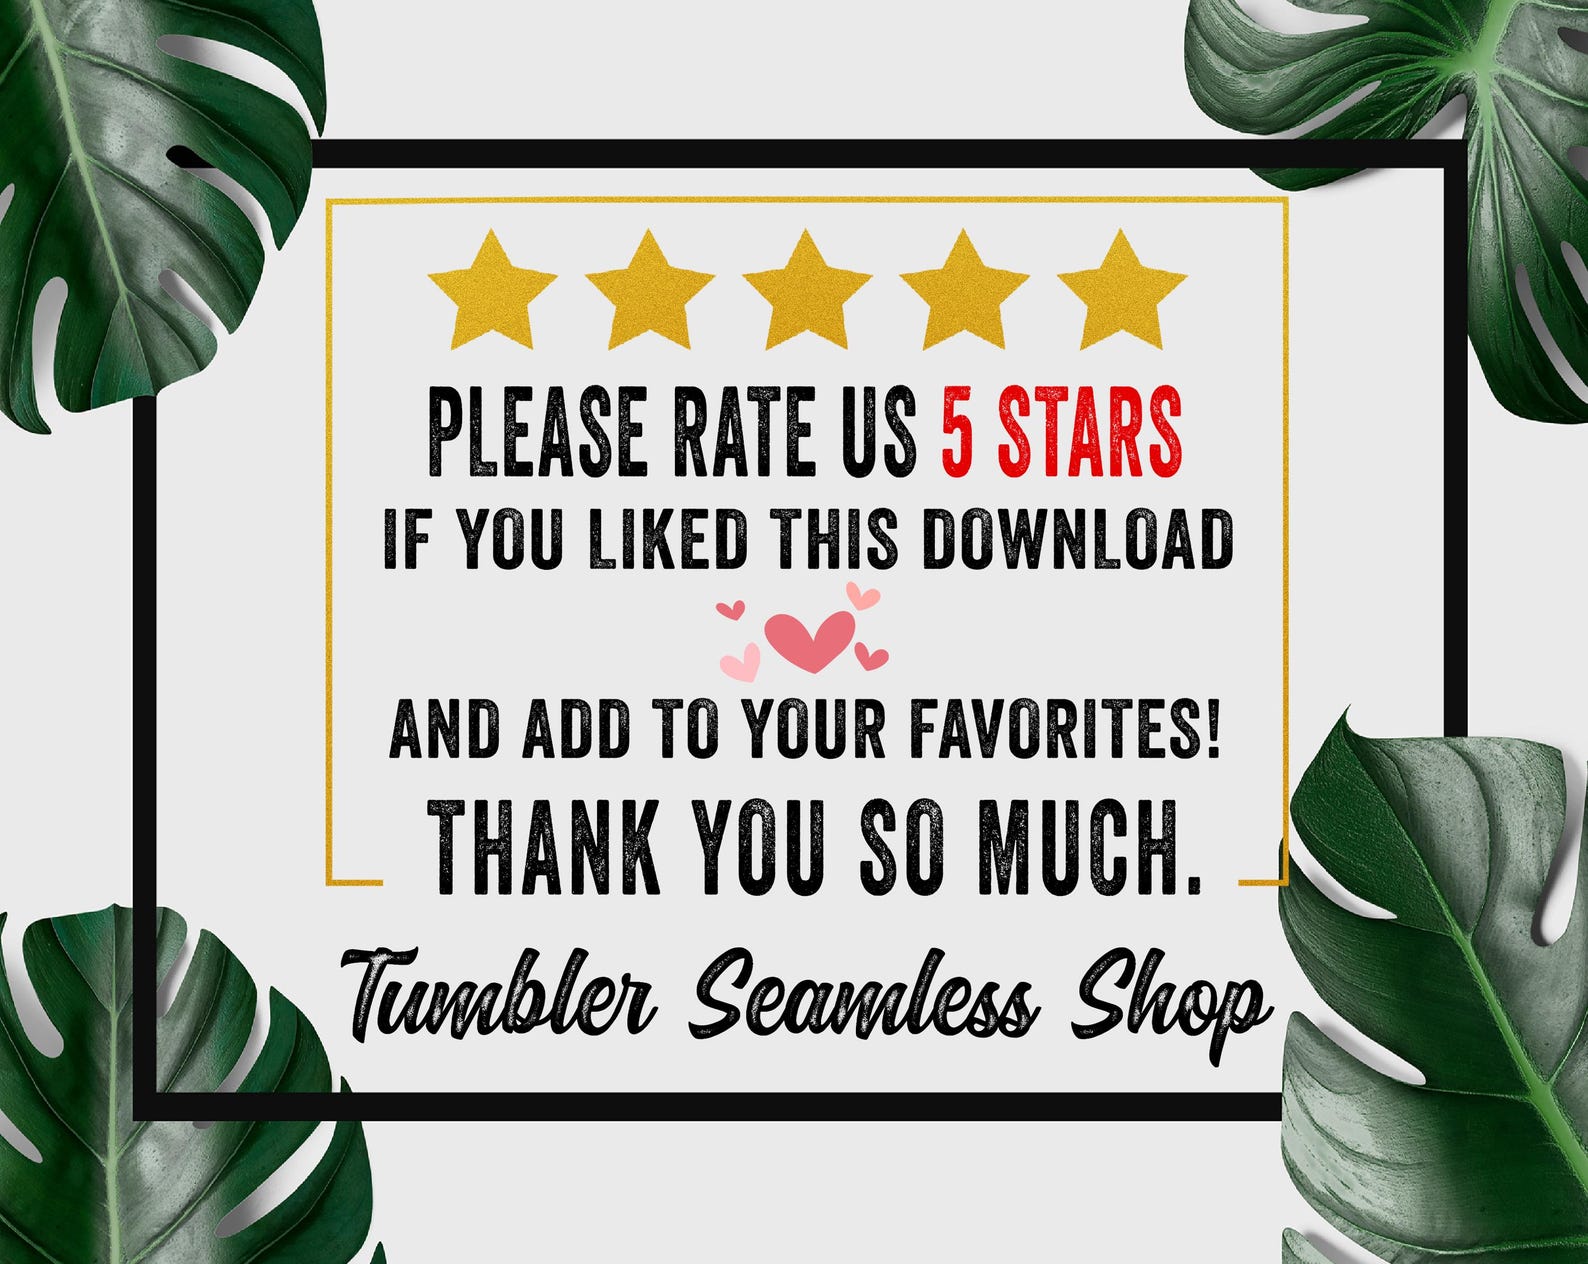 PLEASE RATE US 5 STARS
IF YOU LIKED THIS DOWNLOAD
AND ADD TO YOUR FAVORITES!
THANK YOU SO MUCH.
Tumbler Seamless Shop